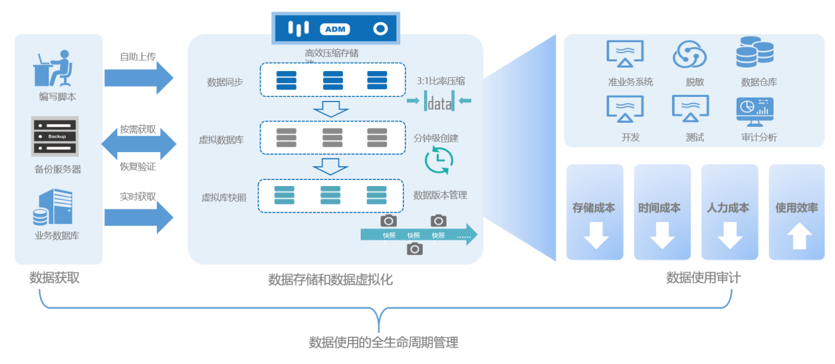 ADM
高效压缩存储
自助上传
编写脚本
数据同步
3:1比率压缩
data
按需获取
Backup
备份服务器
恢复验证
虚拟数据库
分钟级创建
实时获取
业务数据库
虚拟库快照
数据版本管理
快照
快照
快照
......
准业务系统
脱敏
数据仓库
开发
测试
审计分析
存储成本
时间成本
人力成本
使用效率
数据获取
数据存储和数据虚拟化
数据使用审计
数据使用的全生命周期管理